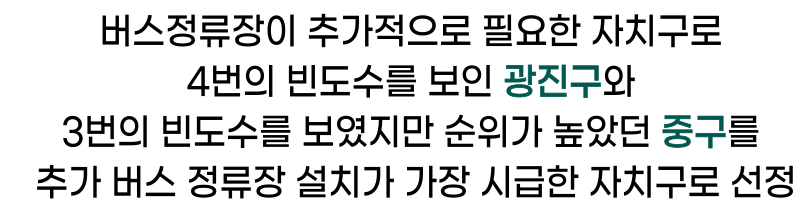 버스정류장이 추가적으로 필요한 자치구로
4번의 빈도수를 보인 광진구와
3번의 빈도수를 보였지만 순위가 높았던 중구를
추가 버스 정류장 설치가 가장 시급한 자치구로 선정